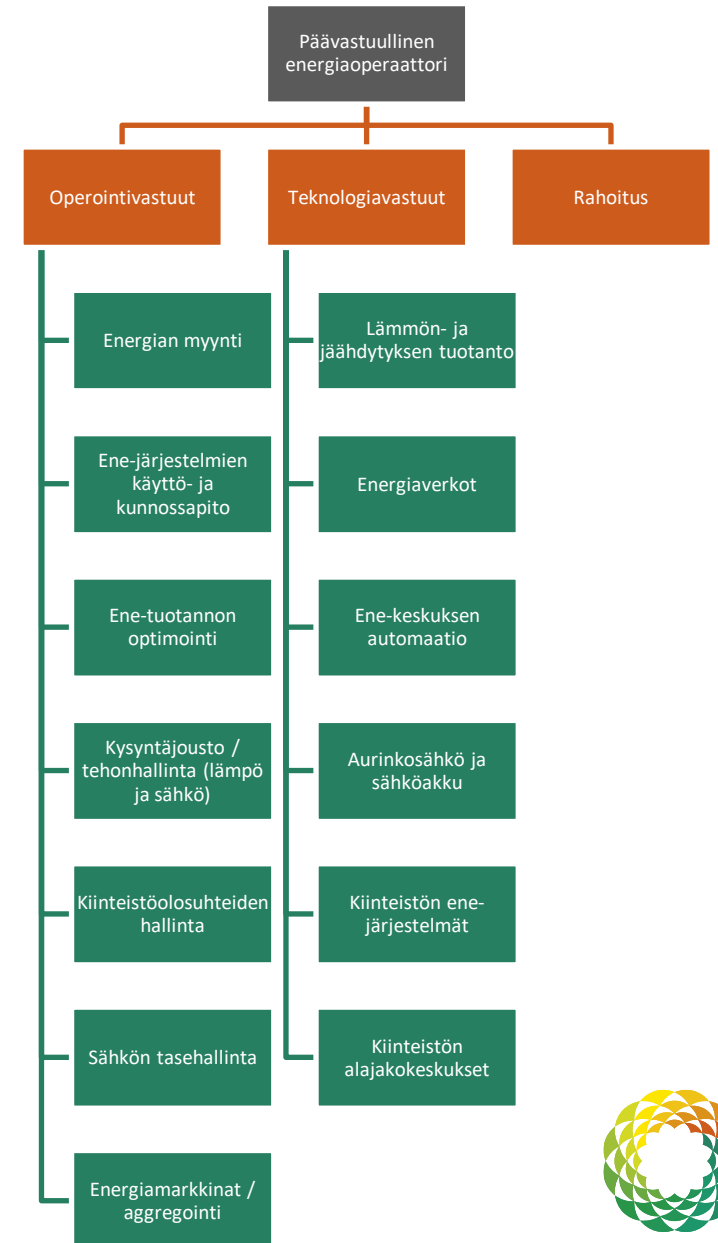 Päävastuullinen
energiaoperaattori
Operointivastuut
Teknologiavastuut
Rahoitus
Energian myynti
Ene-järjestelmien
käyttö- ja
kunnossapito
Ene-tuotannon
optimointi
Kysyntäjousto /
tehonhallinta (lämpö
ja sähkö)
Kiinteistöolosuhteiden
hallinta
Sähkön tasehallinta
Energiamarkkinat /
aggregointi
Lämmön- ja
jäähdytyksen tuotanto
Energiaverkot
Ene-keskuksen
automaatio
Aurinkosähkö ja
sähköakku
Kiinteistön ene-
järjestelmät
Kiinteistön
alajakokeskukset